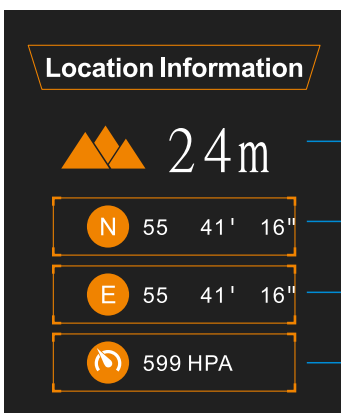 Location Information
24m
N 55 41' 16"
E 55 41' 16"
599 HPA